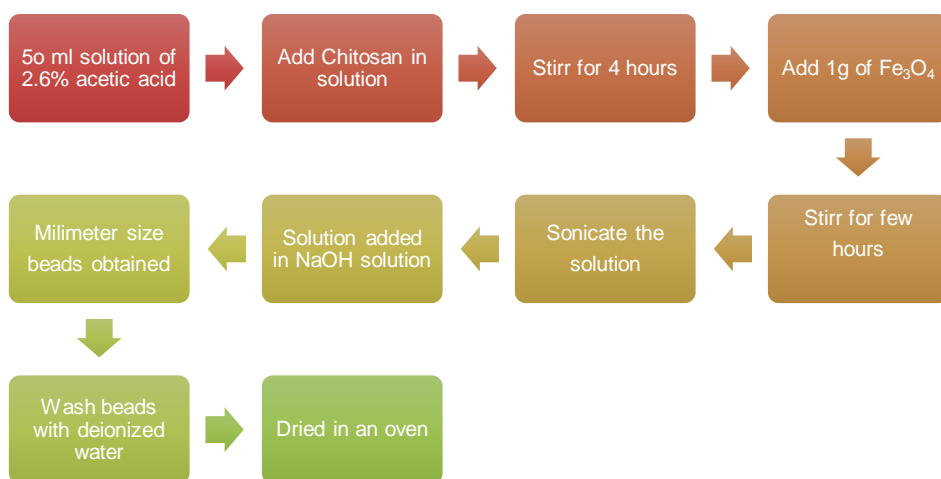 5o ml solution of
2.6% acetic acid
Add Chitosan in
solution
Stirr for 4 hours
Add 1g of Fe₃O₄
Stirr for few
hours
Sonicate the
solution
Solution added
in NaOH solution
Milimeter size
beads obtained
Wash beads
with deionized
water
Dried in an oven